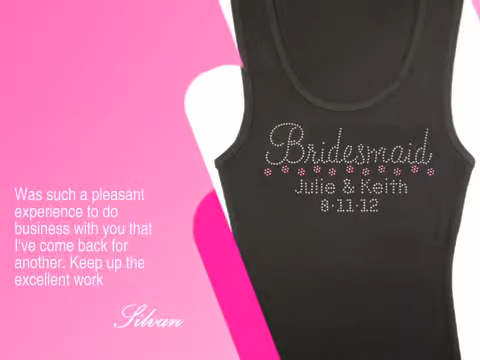 Was such a pleasant
experience to do
business with you that
I've come back for
another. Keep up the
excellent work
Silvan
Bridesmaid
Julie & Keith
8·11·12